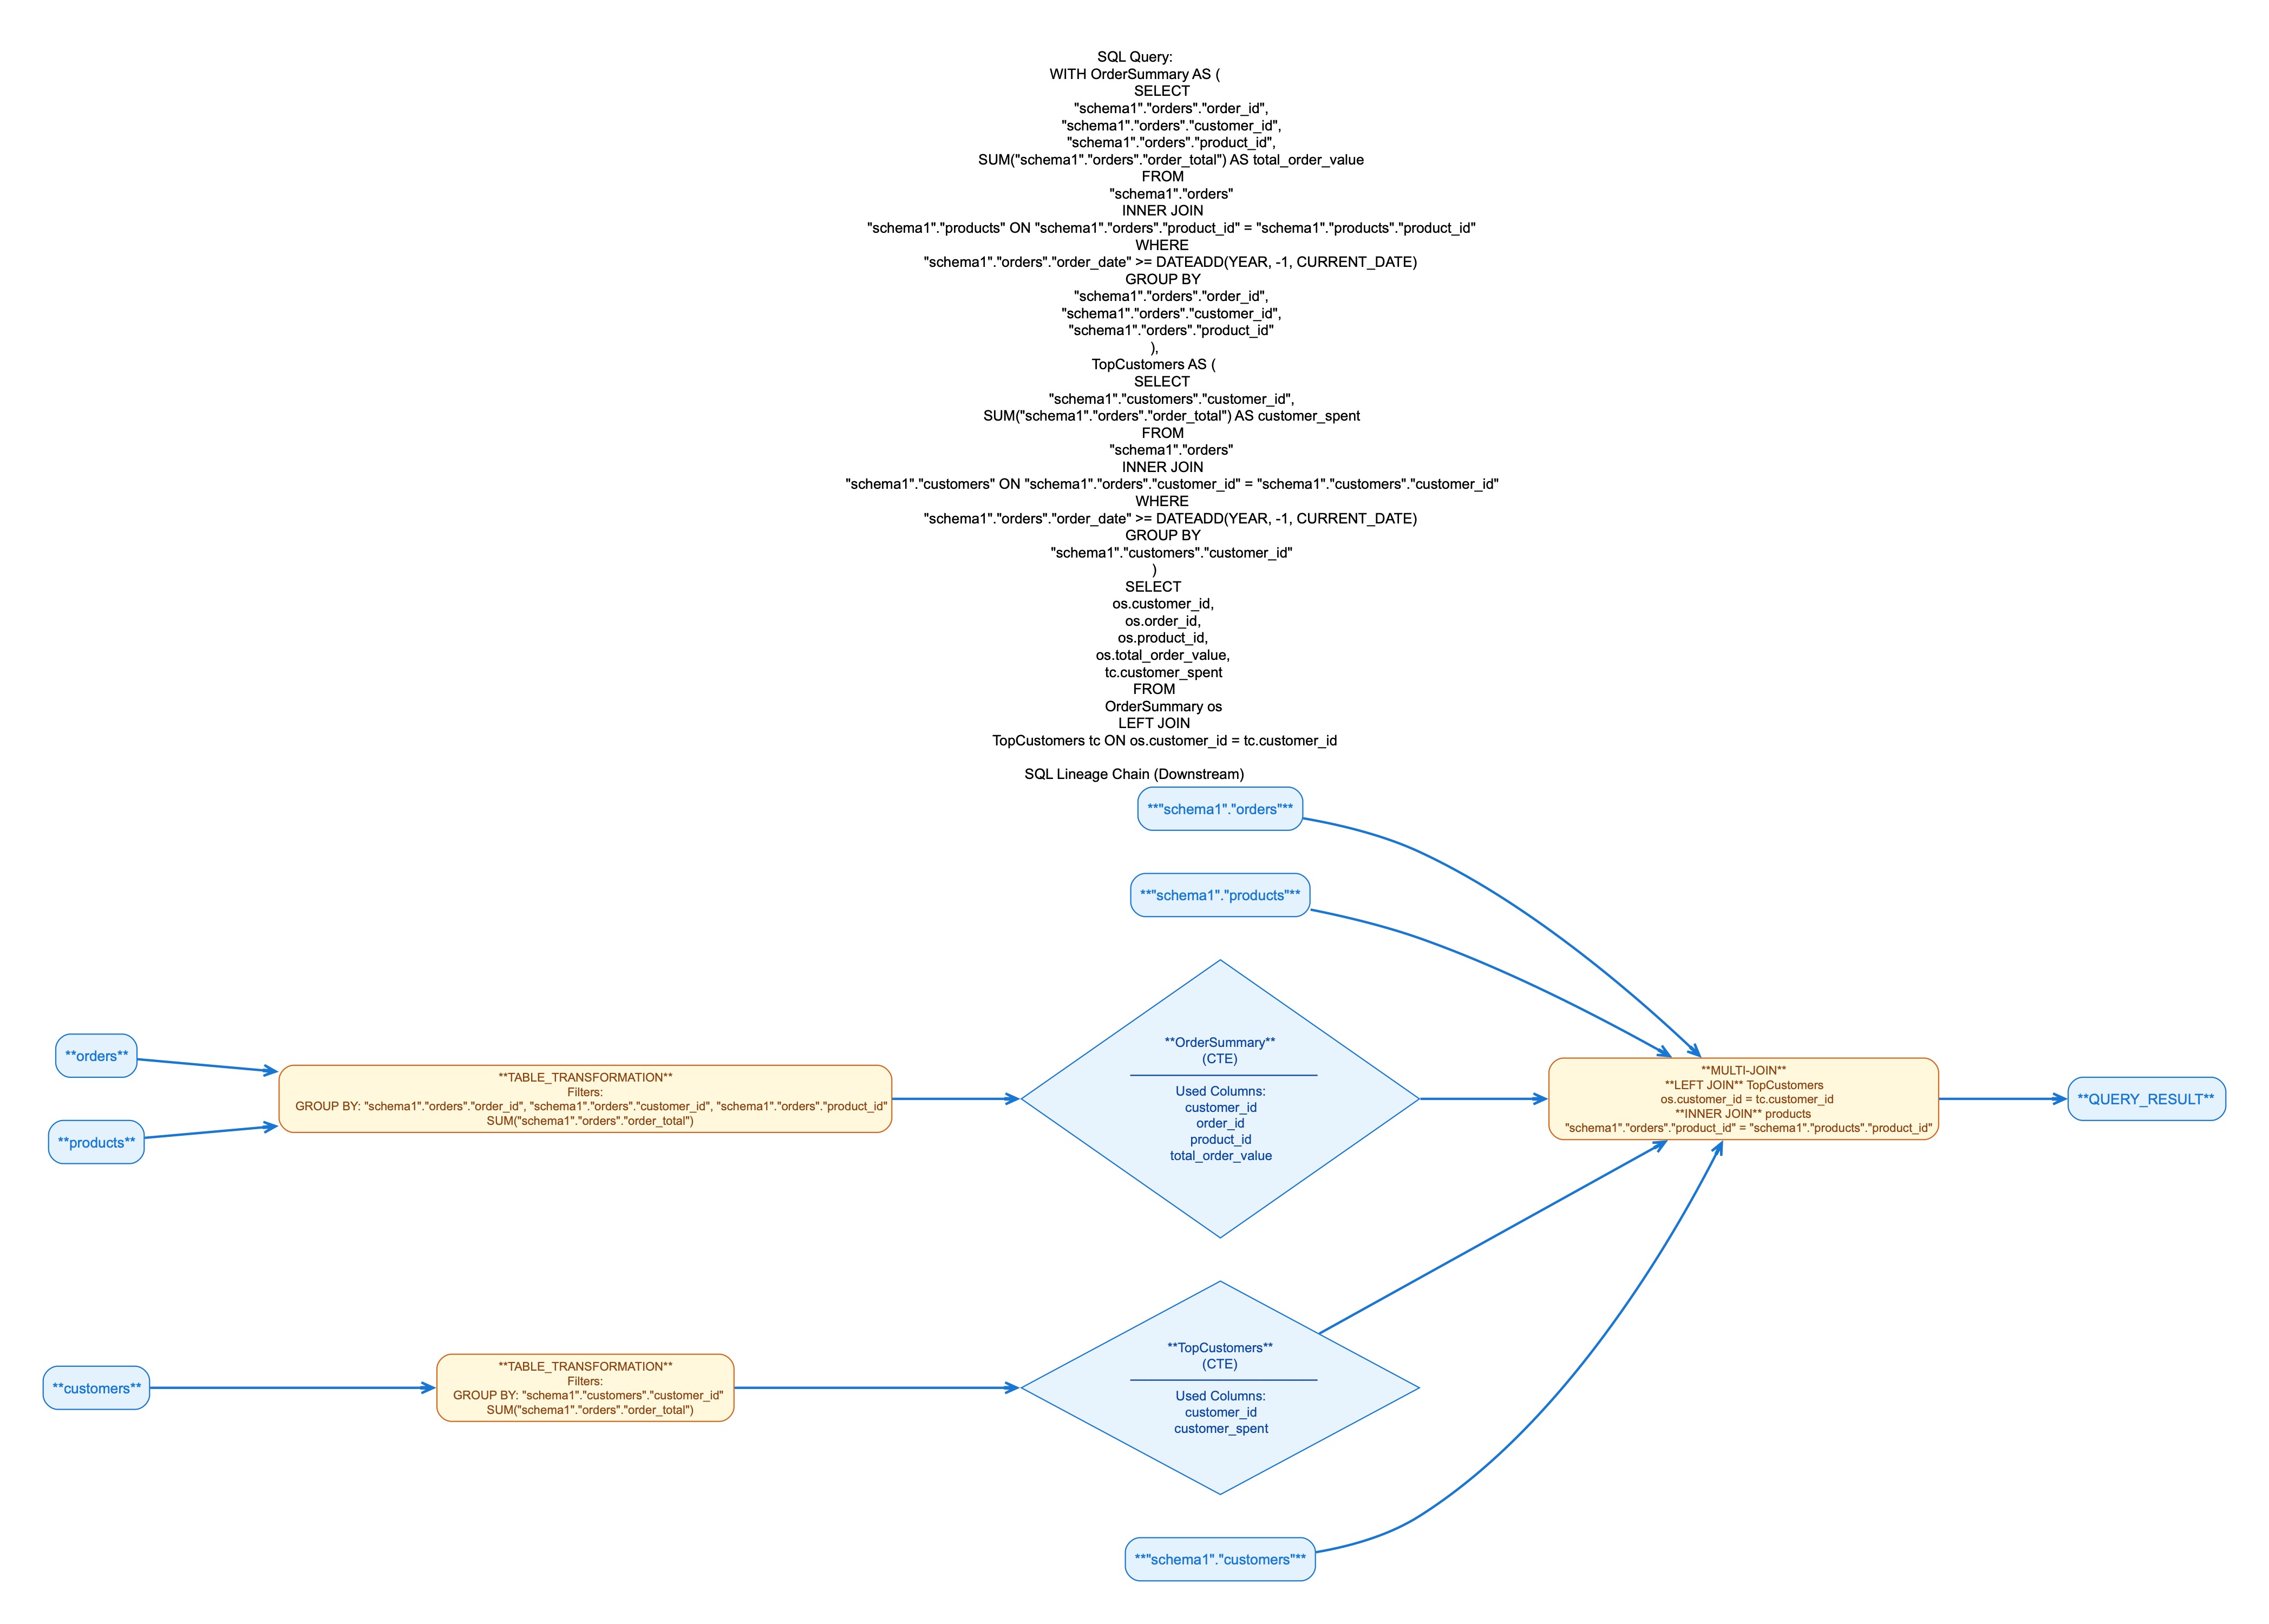 SQL Query:
WITH OrderSummary AS (
SELECT
"schema1"."orders"."order_id",
"schema1"."orders"."customer_id",
"schema1"."orders"."product_id",
SUM("schema1"."orders"."order_total") AS total_order_value
FROM
"schema1"."orders"
INNER JOIN
"schema1"."products" ON "schema1"."orders"."product_id" = "schema1"."products"."product_id"
WHERE
"schema1"."orders"."order_date" >= DATEADD(YEAR, -1, CURRENT_DATE)
GROUP BY
"schema1"."orders"."order_id",
"schema1"."orders"."customer_id",
"schema1"."orders"."product_id"
),
TopCustomers AS (
SELECT
"schema1"."customers"."customer_id",
SUM("schema1"."orders"."order_total") AS customer_spent
FROM
"schema1"."orders"
INNER JOIN
"schema1"."customers" ON "schema1"."orders"."customer_id" = "schema1"."customers"."customer_id"
WHERE
"schema1"."orders"."order_date" >= DATEADD(YEAR, -1, CURRENT_DATE)
GROUP BY
"schema1"."customers"."customer_id"
)
SELECT
os.customer_id,
os.order_id,
os.product_id,
os.total_order_value,
tc.customer_spent
FROM
OrderSummary os
LEFT JOIN
TopCustomers tc ON os.customer_id = tc.customer_id
SQL Lineage Chain (Downstream)
**"schema1"."orders"**
**"schema1"."products"**
**orders**
**products**
**TABLE_TRANSFORMATION**
Filters:
GROUP BY: "schema1"."orders"."order_id", "schema1"."orders"."customer_id", "schema1"."orders"."product_id"
SUM("schema1"."orders"."order_total")
**OrderSummary**
(CTE)
Used Columns:
customer_id
order_id
product_id
total_order_value
**MULTI-JOIN**
**LEFT JOIN** TopCustomers
os.customer_id = tc.customer_id
**INNER JOIN** products
"schema1"."orders"."product_id" = "schema1"."products"."product_id"
**QUERY_RESULT**
**customers**
**TABLE_TRANSFORMATION**
Filters:
GROUP BY: "schema1"."customers"."customer_id"
SUM("schema1"."orders"."order_total")
**TopCustomers**
(CTE)
Used Columns:
customer_id
customer_spent
**"schema1"."customers"**